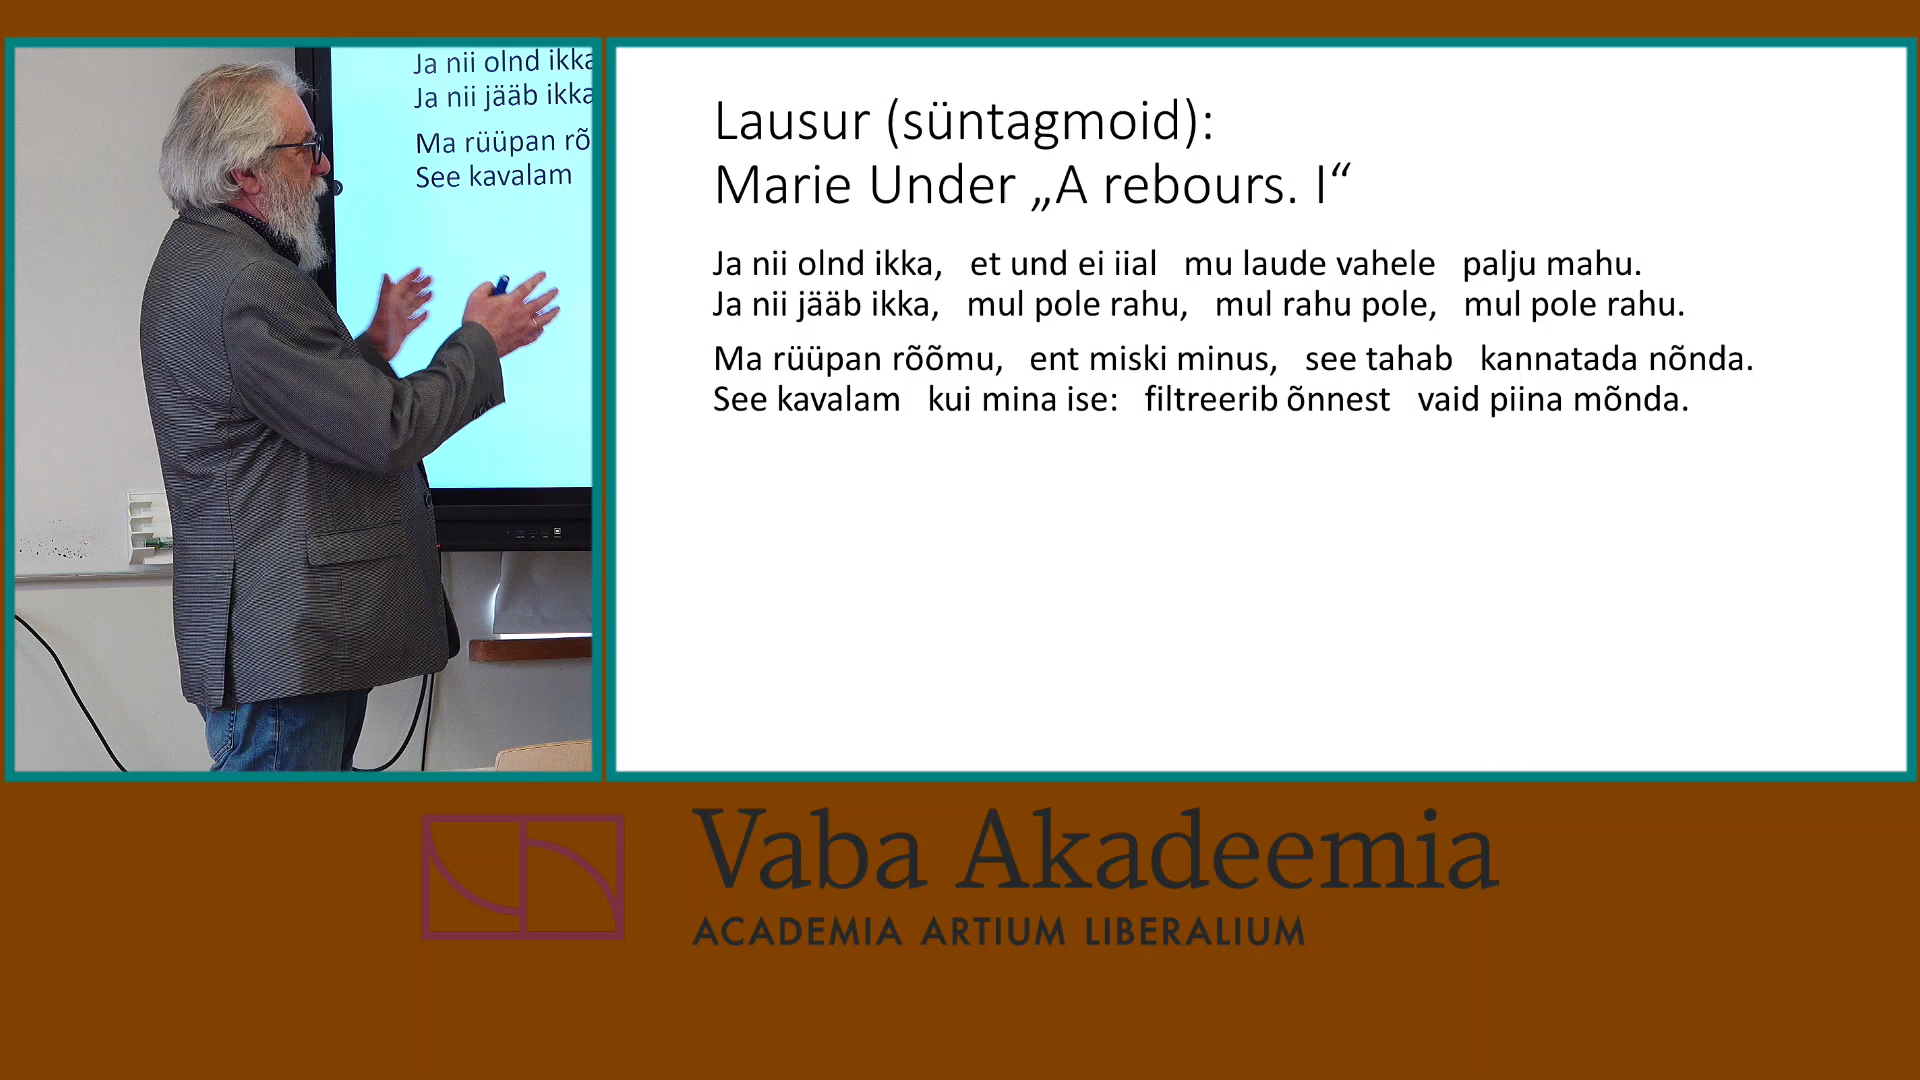 Ja nii olnd ikka
Ja nii jääb ikka
Ma rüüpan rõ
See kavalam
Lausur (süntagmoid):
Marie Under „A rebours. I“
Ja nii olnd ikka, et und ei iial mu laude vahele palju mahu.
Ja nii jääb ikka, mul pole rahu, mul rahu pole, mul pole rahu.
Ma rüüpan rõõmu, ent miski minus, see tahab kannatada nõnda.
See kavalam kui mina ise: filtreerib õnnest vaid piina mõnda.
Vaba Akadeemia
ACADEMIA ARTIUM LIBERALIUM